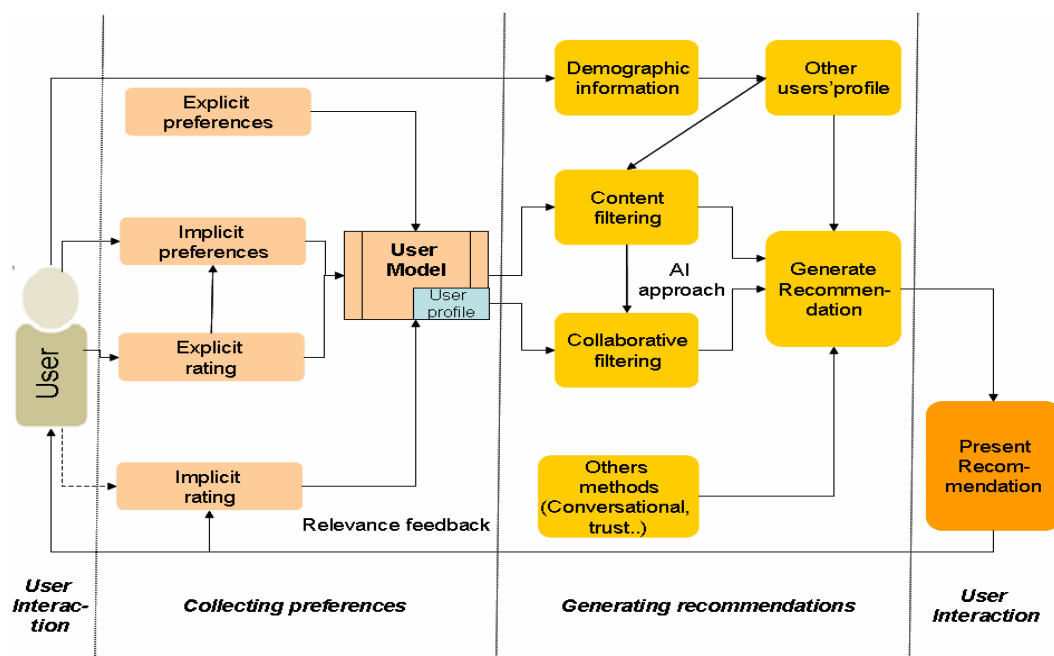 Demographic
information
Other
users'profile
Explicit
preferences
Implicit
preferences
User
Model
User
profile
Content
filtering
AI
approach
Generate
Recommen-
dation
User
Explicit
rating
Collaborative
filtering
Implicit
rating
Others
methods
(Conversational,
trust..)
Present
Recom-
mendation
Relevance feedback
User
Interac-
tion
Collecting preferences
Generating recommendations
User
Interaction